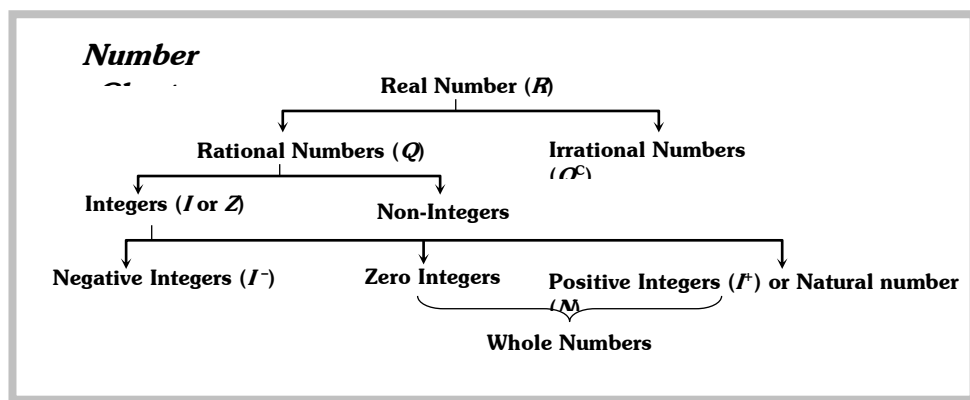 Number
Real Number (R)
Rational Numbers (Q)
Irrational Numbers
(Q^C)
Integers (I or Z)
Non-Integers
Negative Integers (I⁻)
Zero Integers
Positive Integers (I⁺) or Natural number
(N)
Whole Numbers